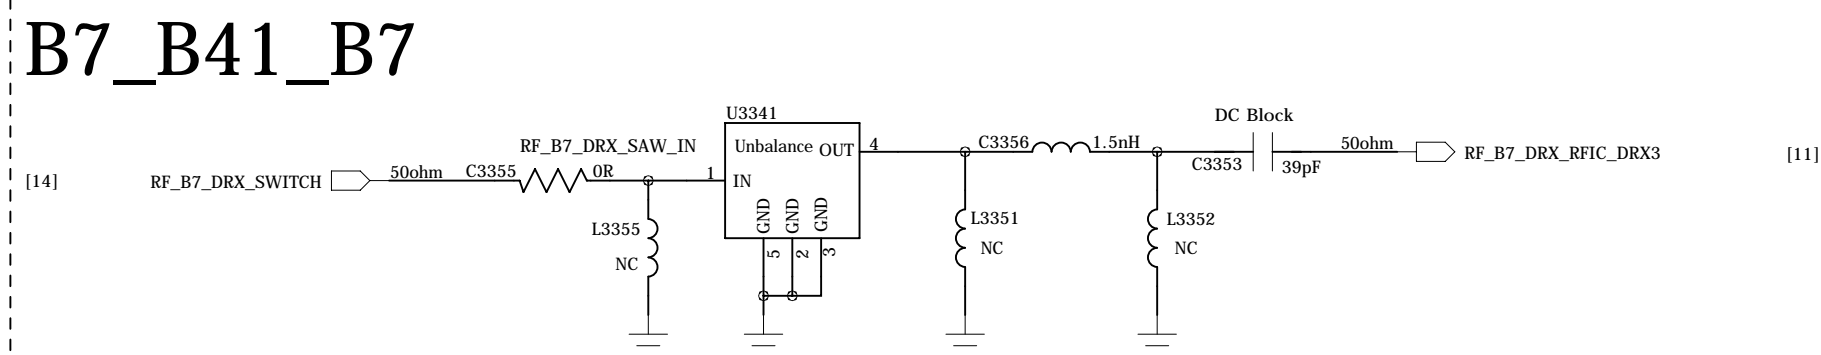 B7_B41_B7
U3341
DC Block
RF_B7_DRX_SAW_IN
Unbalance OUT
4
C3356
1.5nH
50ohm
RF_B7_DRX_RFIC_DRX3
[11]
C3353
39pF
[14]
RF_B7_DRX_SWITCH
50ohm
C3355
0R
1
IN
GND
GND
GND
L3355
NC
L3351
NC
L3352
NC
5
2
3